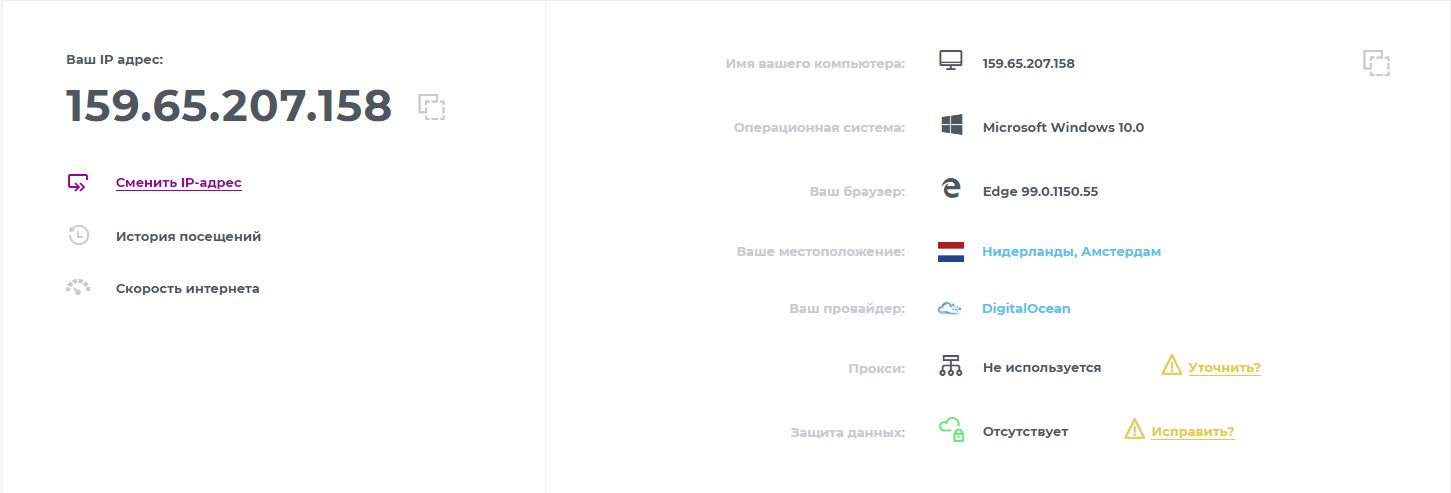 Ваш IP адрес:
159.65.207.158
Сменить IP-адрес
История посещений
Скорость интернета
Имя вашего компьютера: 159.65.207.158
Операционная система: Microsoft Windows 10.0
Ваш браузер: Edge 99.0.1150.55
Ваше местоположение: Нидерланды, Амстердам
Ваш провайдер: DigitalOcean
Прокси: Не используется Уточнить?
Защита данных: Отсутствует Исправить?